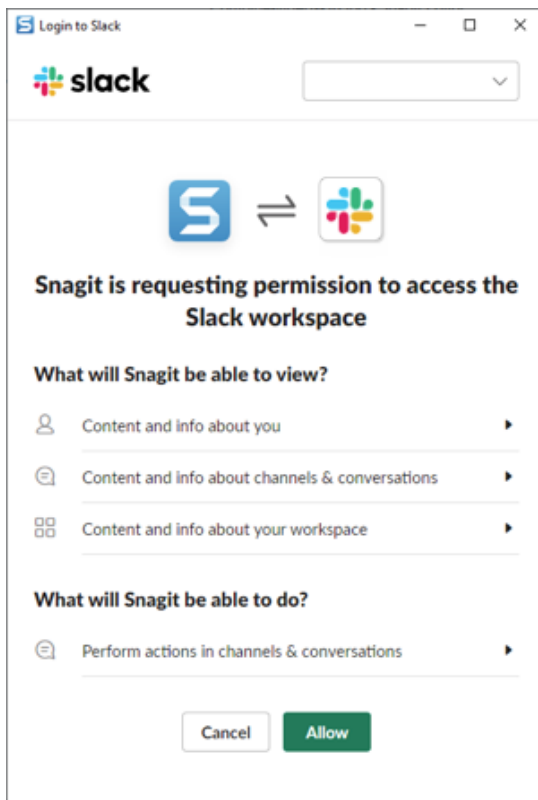 Login to Slack
slack
Snagit is requesting permission to access the
Slack workspace
What will Snagit be able to view?
Content and info about you
Content and info about channels & conversations
Content and info about your workspace
What will Snagit be able to do?
Perform actions in channels & conversations
Cancel
Allow